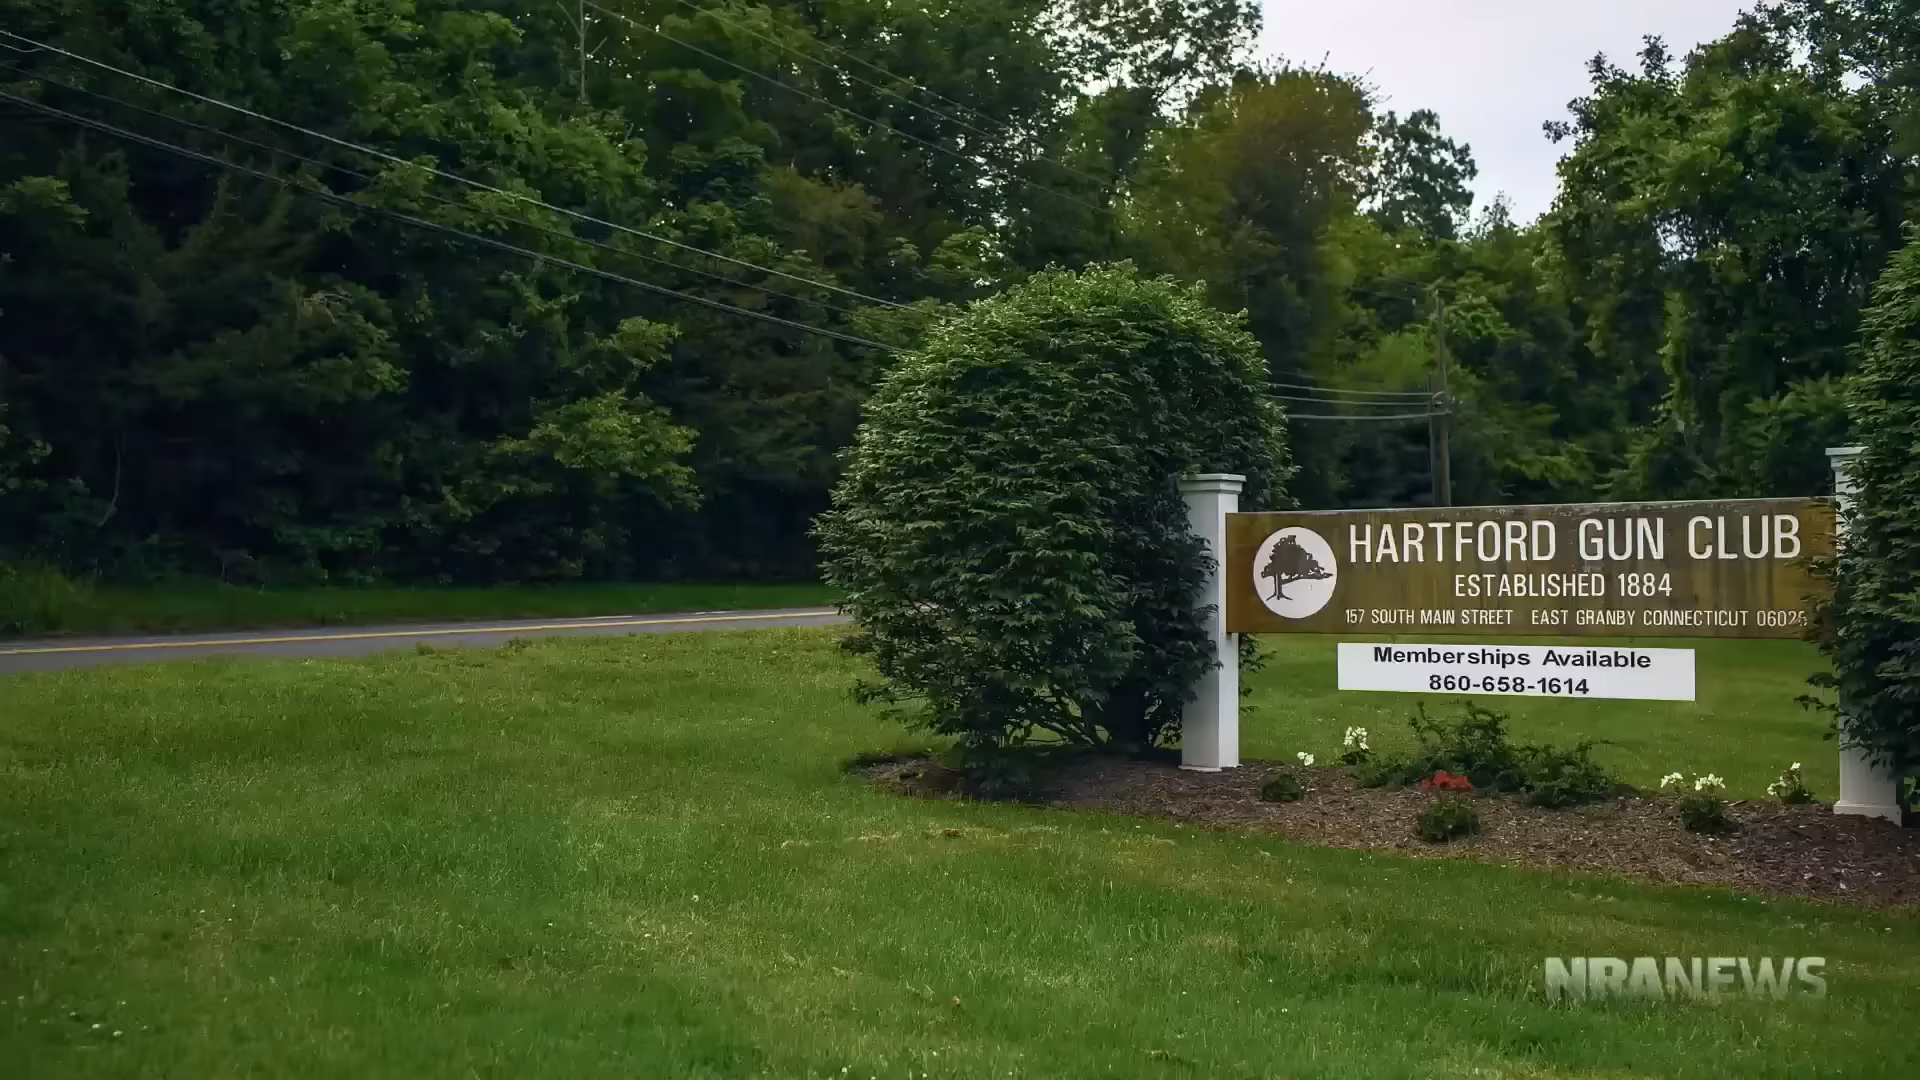 HARTFORD GUN CLUB
ESTABLISHED 1884
157 SOUTH MAIN STREET EAST GRANBY CONNECTICUT 06026
Memberships Available
860-658-1614
NRANEWS